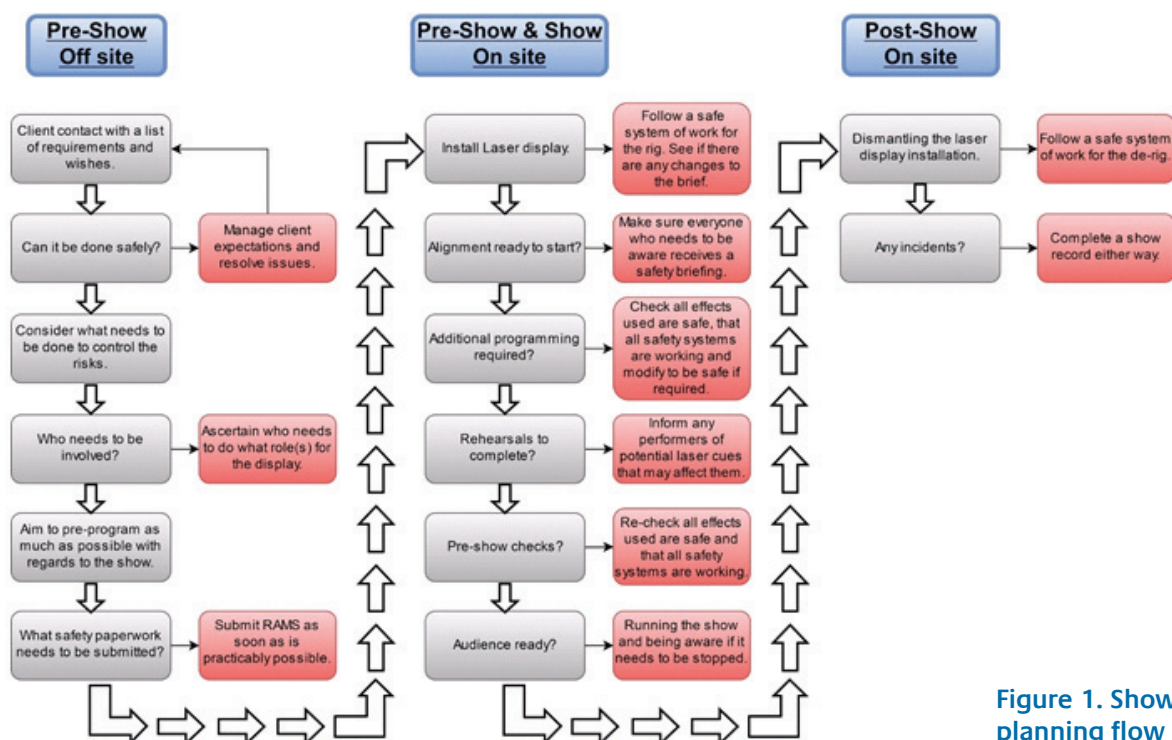 Pre-Show
Off site
Client contact with a list
of requirements and
wishes.
Can it be done safely?
Manage client
expectations and
resolve issues.
Consider what needs to
be done to control the
risks.
Who needs to be
involved?
Ascertain who needs
to do what role(s) for
the display.
Aim to pre-program as
much as possible with
regards to the show.
What safety paperwork
needs to be submitted?
Submit RAMS as
soon as is
practicably possible.
Pre-Show & Show
On site
Install Laser display.
Follow a safe
system of work for
the rig. See if there
are any changes to
the brief.
Alignment ready to start?
Make sure everyone
who needs to be
aware receives a
safety briefing.
Additional programming
required?
Check all effects
used are safe, that
all safety systems
are working and
modify to be safe if
required.
Rehearsals to
complete?
Inform any
performers of
potential laser cues
that may affect them.
Pre-show checks?
Re-check all effects
used are safe and
that all safety
systems are working.
Audience ready?
Running the show
and being aware if it
needs to be stopped.
Post-Show
On site
Dismantling the laser
display installation.
Follow a safe system
of work for the de-rig.
Any incidents?
Complete a show
record either way.
Figure 1. Show
planning flow